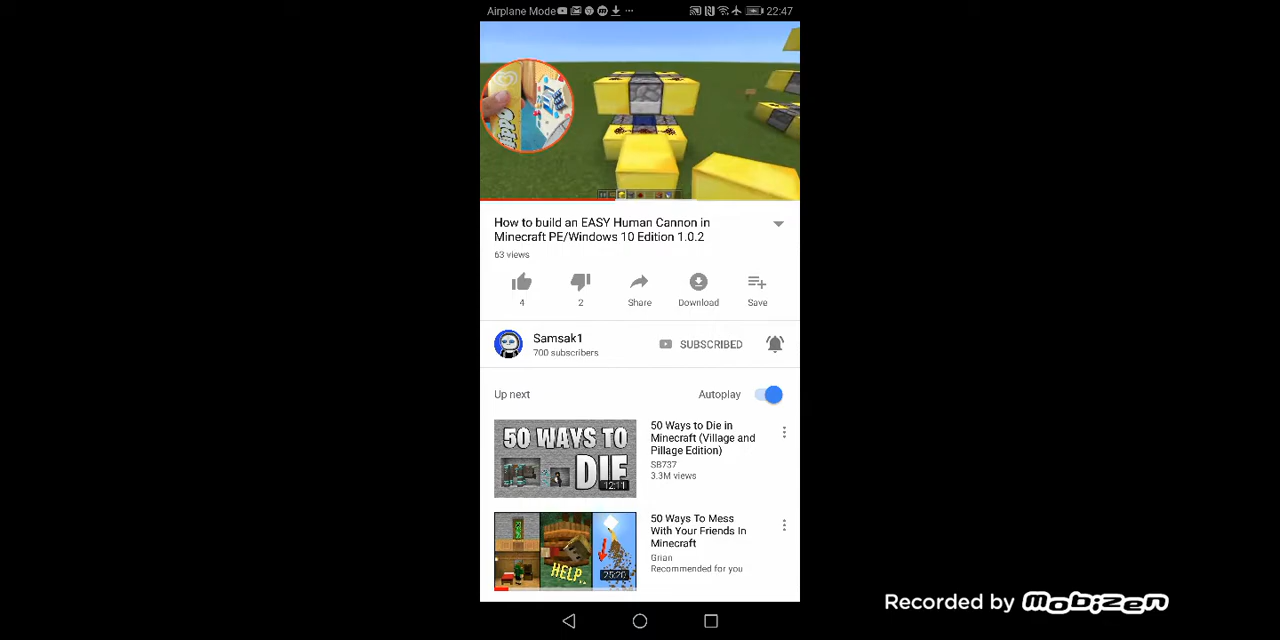 Airplane Mode
22:47
How to build an EASY Human Cannon in
Minecraft PE/Windows 10 Edition 1.0.2
63 views
4
2
Share
Download
Save
Samsak1
700 subscribers
SUBSCRIBED
Up next
Autoplay
50 WAYS TO
DIE
12:11
50 Ways to Die in
Minecraft (Village and
Pillage Edition)
SB737
3.3M views
HELP..
25:20
50 Ways To Mess
With Your Friends In
Minecraft
Grian
Recommended for you
Recorded by mobizen